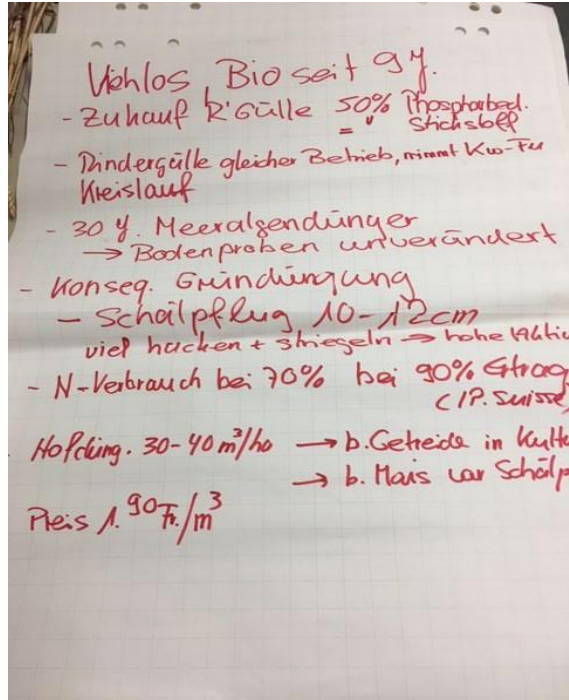 Viehlos, Bio seit 9 y.
- Zukauf R'Gülle 50% Phosphorbed.
= " Stickstoff
- Rindergülle gleicher Betrieb, nimmt Kw-Fu
Kreislauf
- 30 y. Meeralgendünger
→ Bodenproben unverändert
- Konseq. Gründüngung
- Schälpflug 10-12cm
viel hacken + striegeln → hohe
- N-Verbrauch bei 70% bei 90% Ertrag
(IP. Suisse)
Hofdüng. 30-40 m³/ha → b. Getreide in Kultu
→ b. Mais vor Schälp
Preis 1.90 Fr./m³